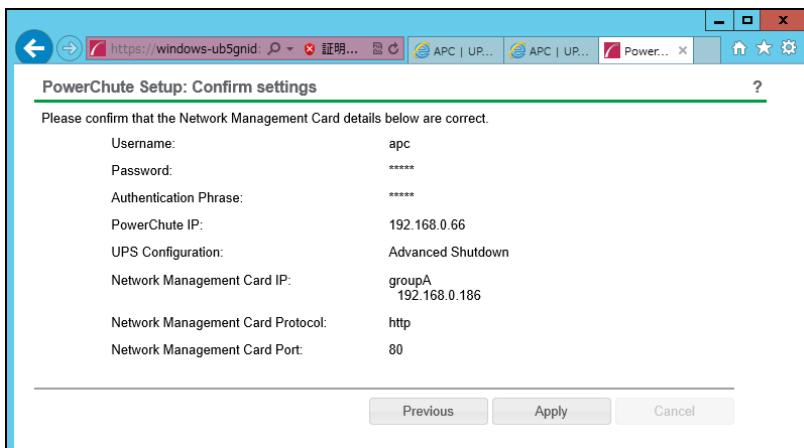 https://windows-ub5gnid:
証明...
APC | UP...
APC | UP...
Power...
PowerChute Setup: Confirm settings ?
Please confirm that the Network Management Card details below are correct.
Username: apc
Password: *****
Authentication Phrase: *****
PowerChute IP: 192.168.0.66
UPS Configuration: Advanced Shutdown
Network Management Card IP: groupA
192.168.0.186
Network Management Card Protocol: http
Network Management Card Port: 80
Previous
Apply
Cancel